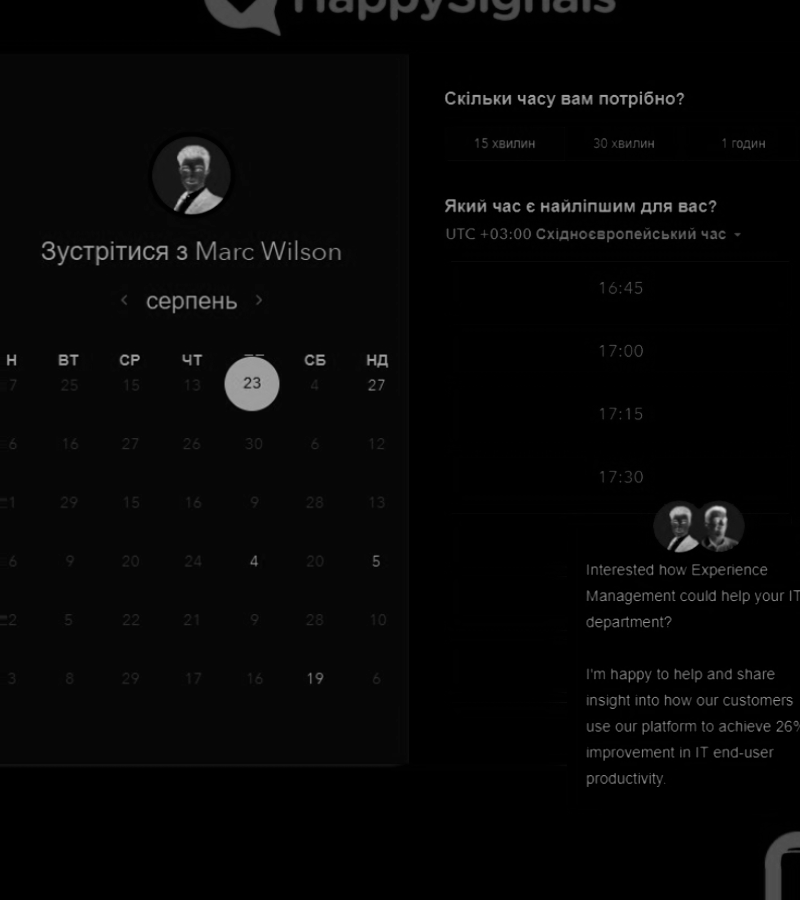 HappySignals
Зустрітися з Marc Wilson
серпень
Н ВТ СР ЧТ СБ НД
7 25 15 13 23 4 27
6 16 27 26 30 6 12
1 29 15 16 9 28 13
6 9 20 24 4 20 5
2 5 22 21 9 28 10
3 8 29 17 16 19 6
Скільки часу вам потрібно?
15 хвилин 30 хвилин 1 годин
Який час є найліпшим для вас?
UTC +03:00 Східноєвропейський час
16:45
17:00
17:15
17:30
Interested how Experience
Management could help your IT
department?
I'm happy to help and share
insight into how our customers
use our platform to achieve 26%
improvement in IT end-user
productivity.